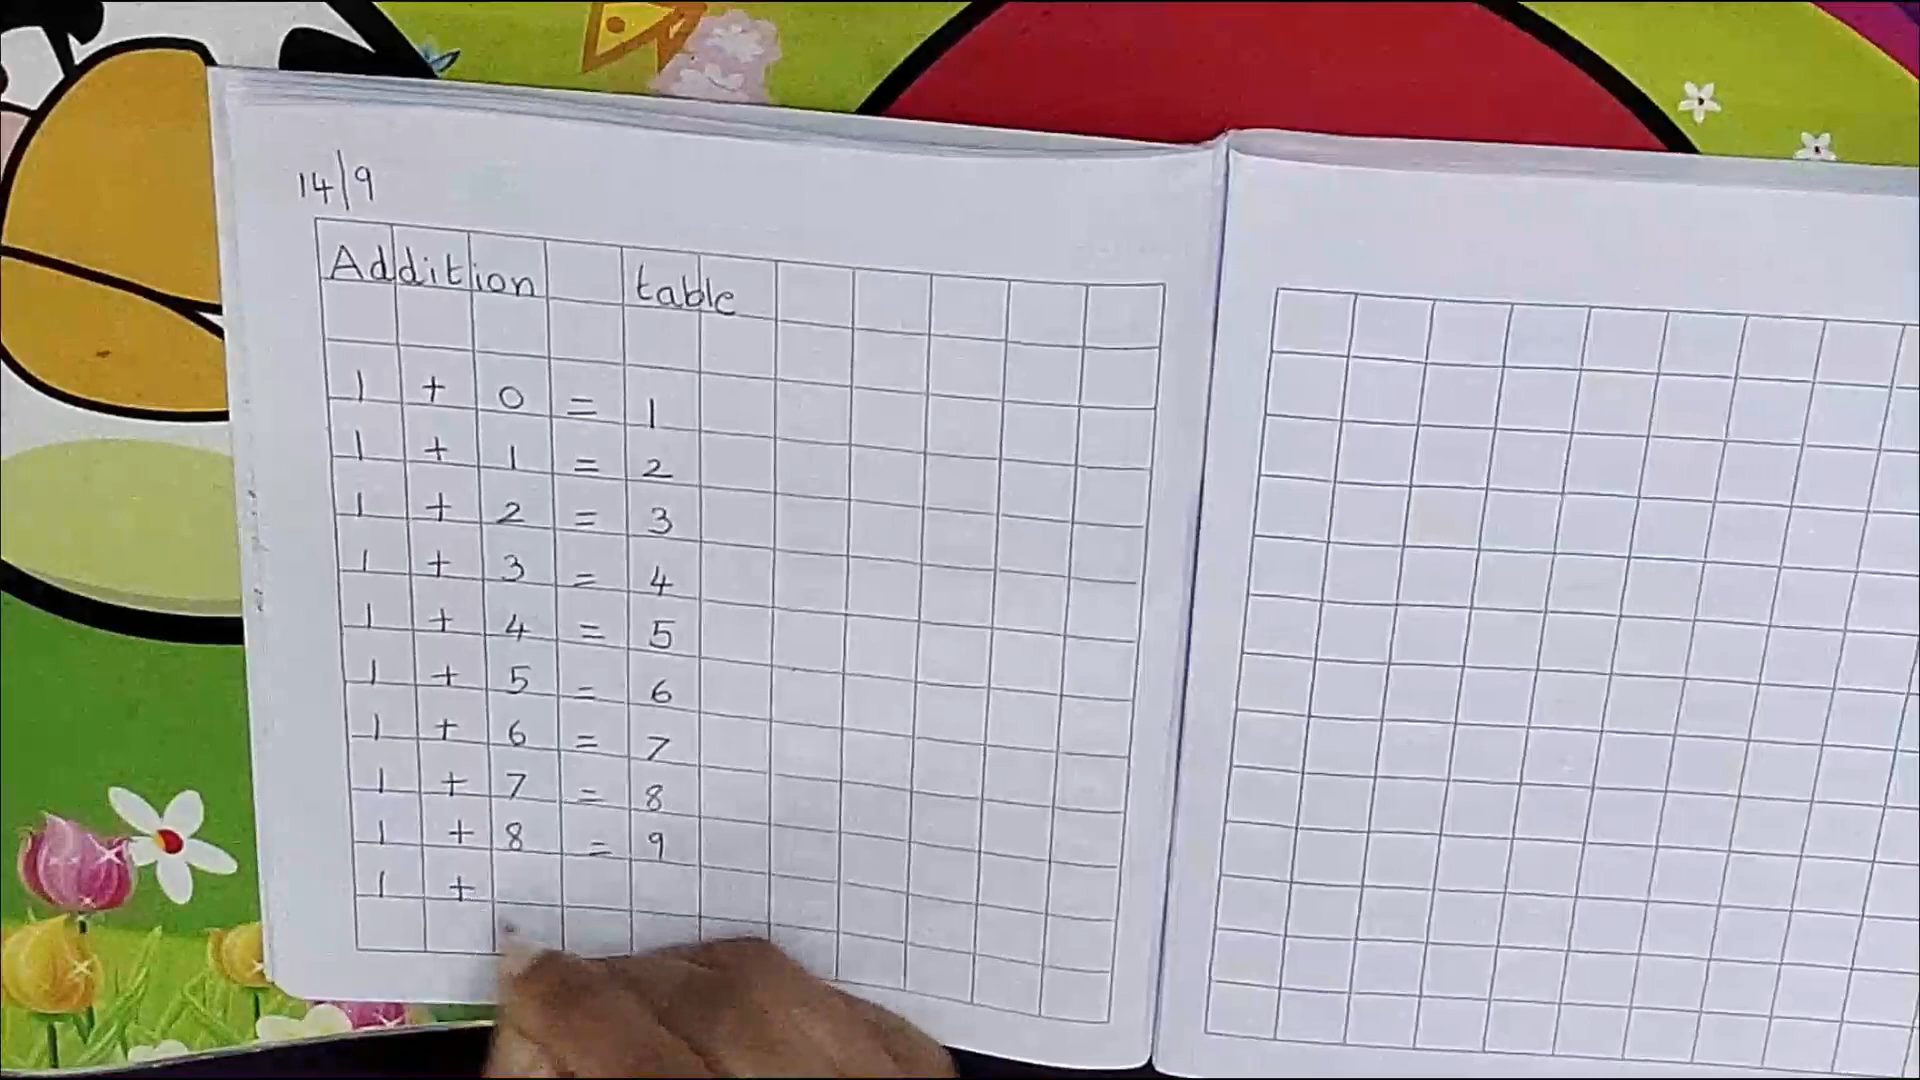 14/9
Addition table
1 + 0 = 1
1 + 1 = 2
1 + 2 = 3
1 + 3 = 4
1 + 4 = 5
1 + 5 = 6
1 + 6 = 7
1 + 7 = 8
1 + 8 = 9
1 +